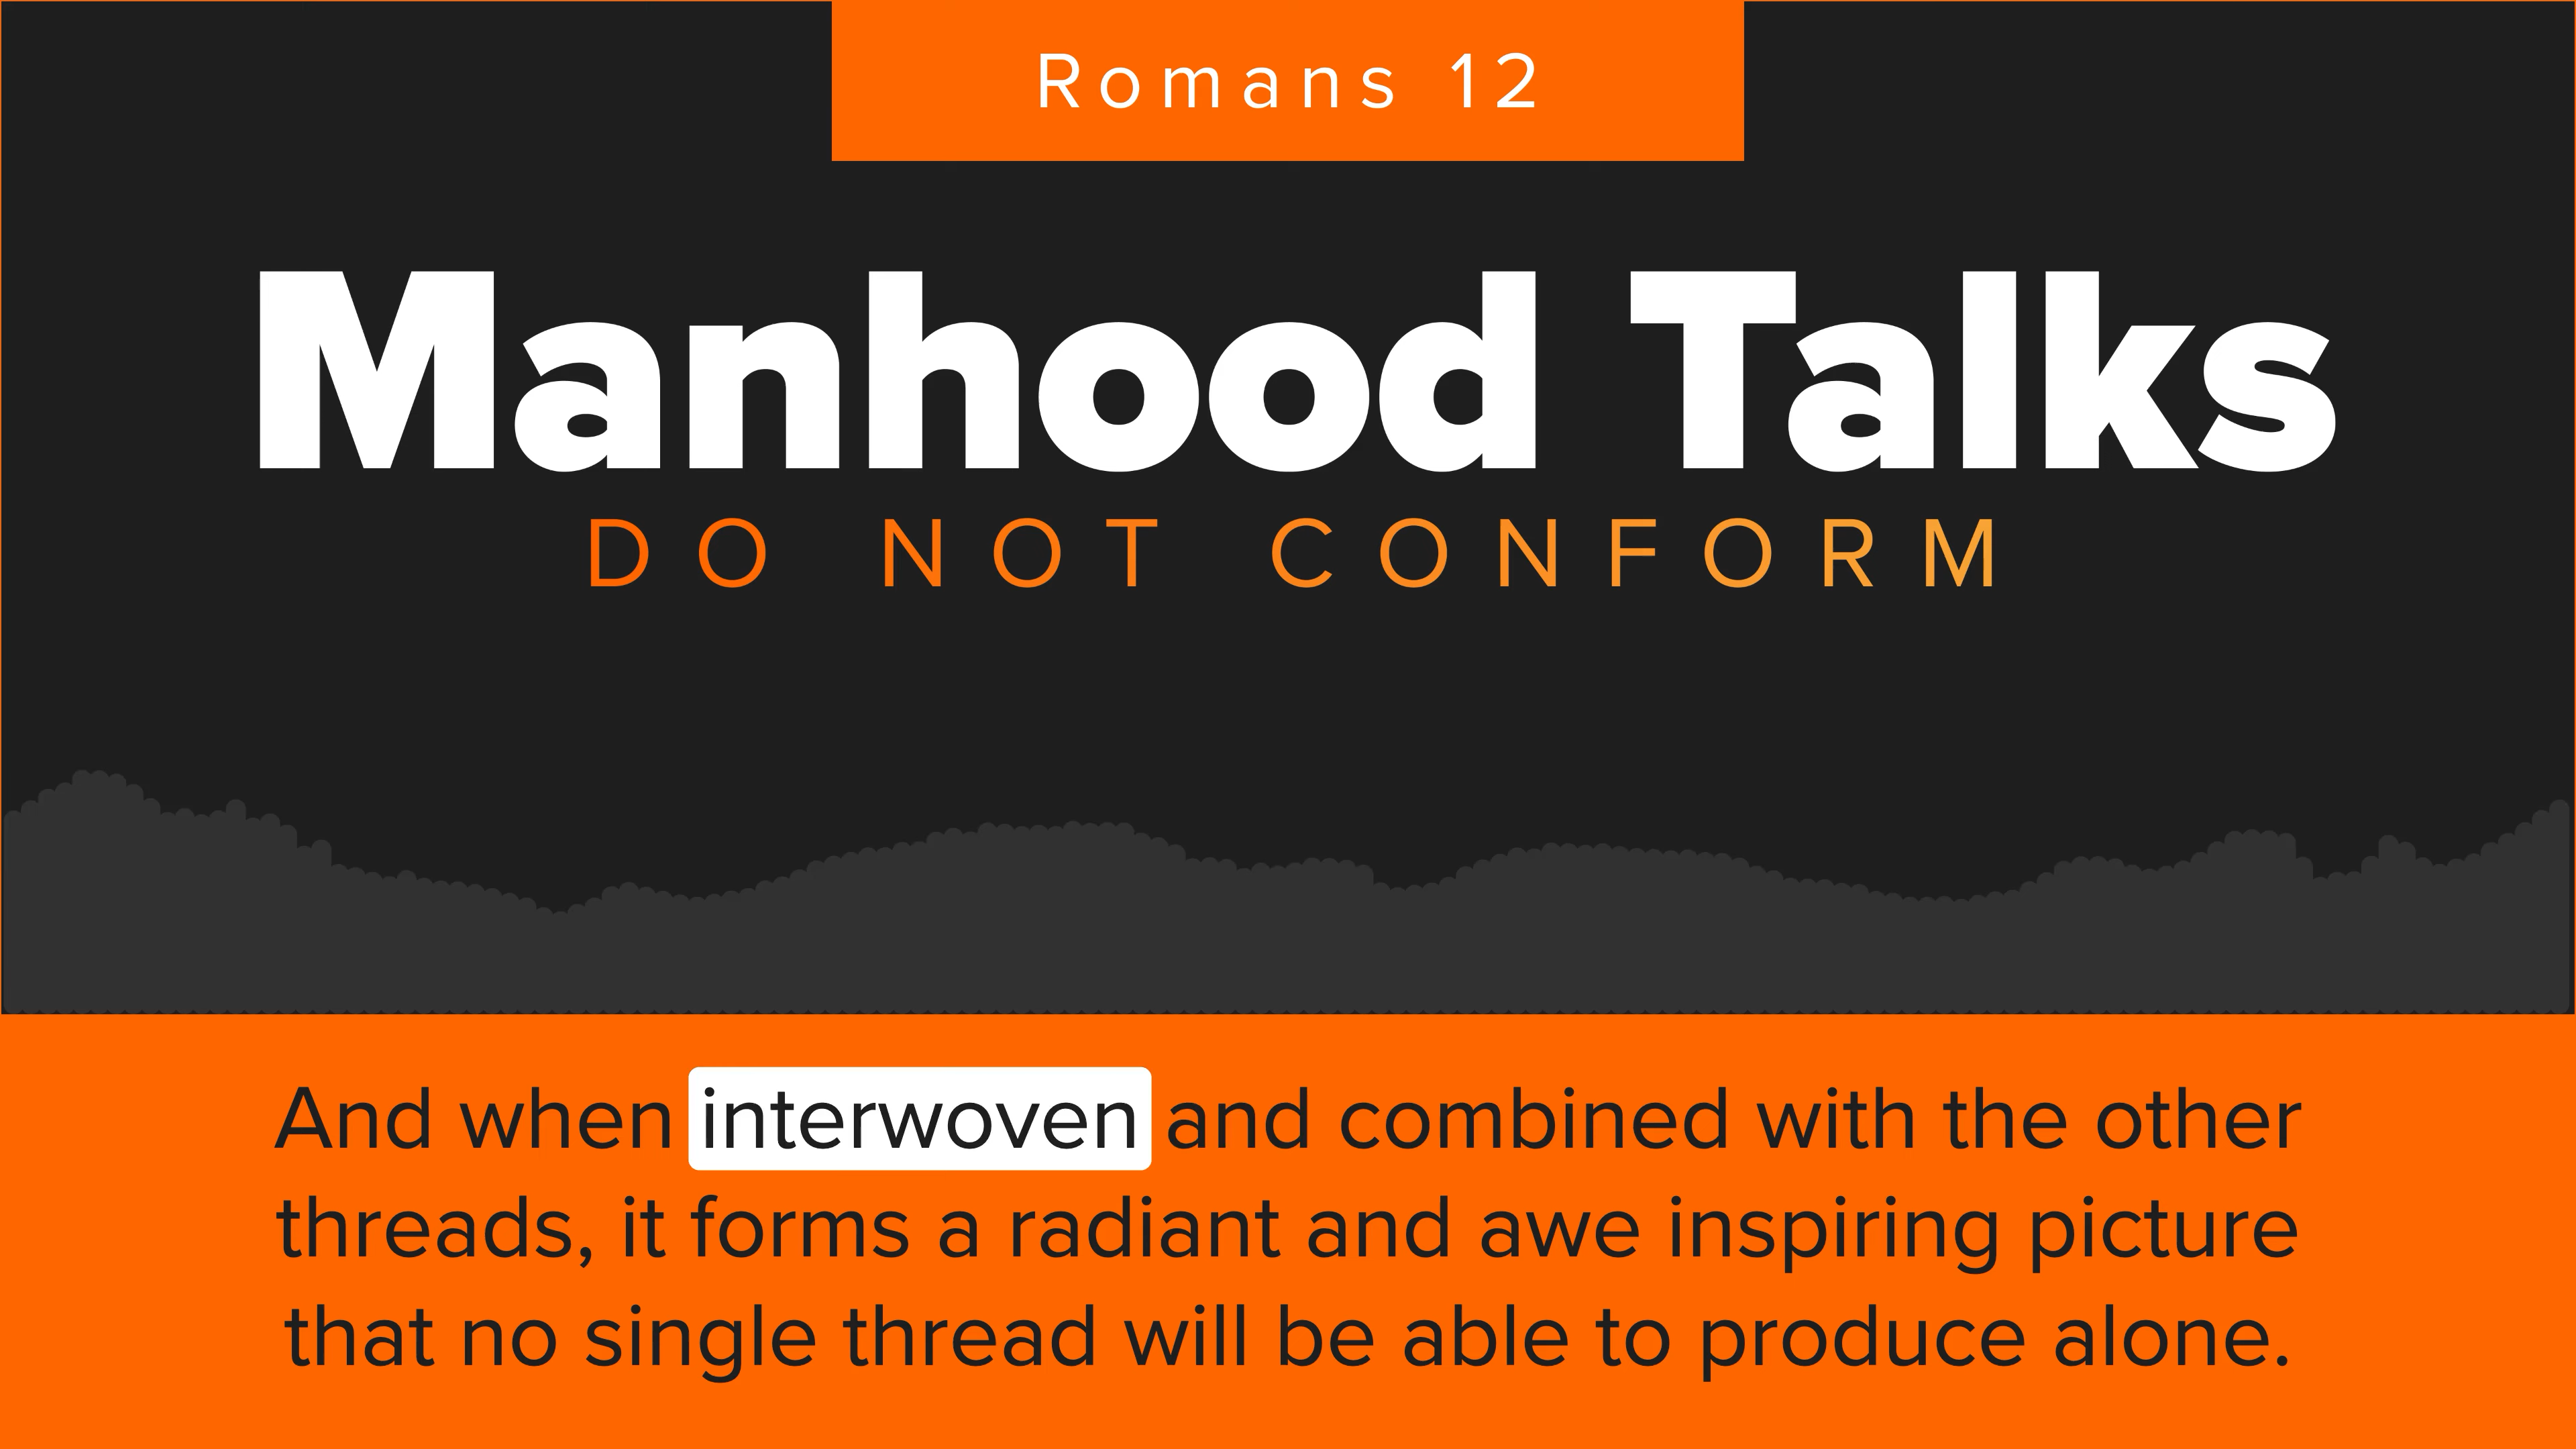 Romans 12
Manhood Talks
DO NOT CONFORM
And when interwoven and combined with the other
threads, it forms a radiant and awe inspiring picture
that no single thread will be able to produce alone.